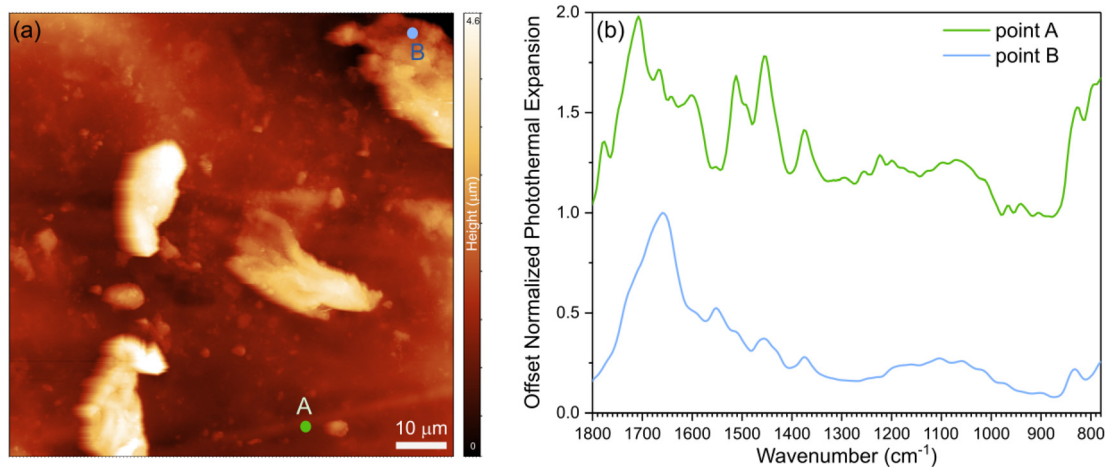 (a)
B
A
10 μm
4.6
Height (μm)
0
(b)
point A
point B
Offset Normalized Photothermal Expansion
2.0
1.5
1.0
0.5
0.0
1800 1700 1600 1500 1400 1300 1200 1100 1000 900 800
Wavenumber (cm⁻¹)